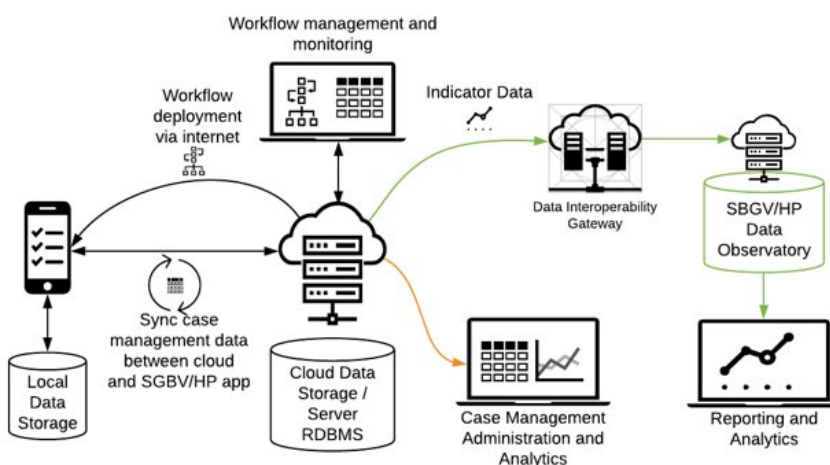 Workflow management and
monitoring
Workflow
deployment
via internet
Indicator Data
Data Interoperability
Gateway
SBGV/HP
Data
Observatory
Sync case
management data
between cloud
and SGBV/HP app
Local
Data
Storage
Cloud Data
Storage /
Server
RDBMS
Case Management
Administration and
Analytics
Reporting and
Analytics